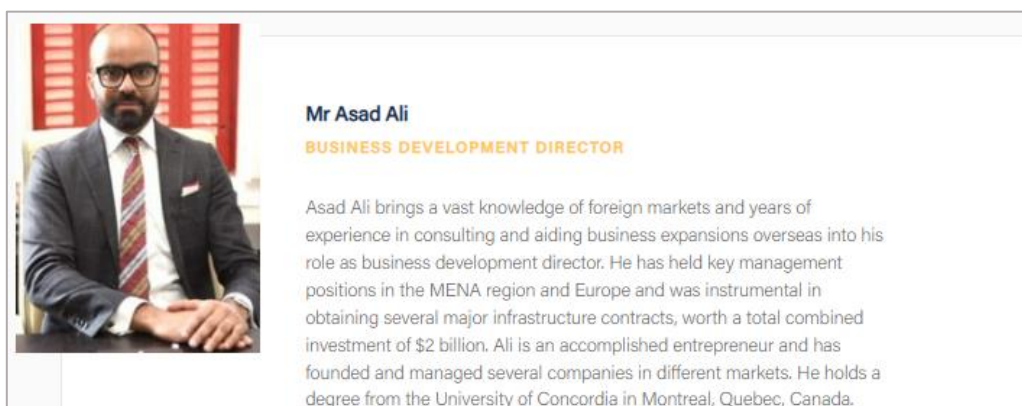 Mr Asad Ali
BUSINESS DEVELOPMENT DIRECTOR
Asad Ali brings a vast knowledge of foreign markets and years of
experience in consulting and aiding business expansions overseas into his
role as business development director. He has held key management
positions in the MENA region and Europe and was instrumental in
obtaining several major infrastructure contracts, worth a total combined
investment of $2 billion. Ali is an accomplished entrepreneur and has
founded and managed several companies in different markets. He holds a
degree from the University of Concordia in Montreal, Quebec, Canada.